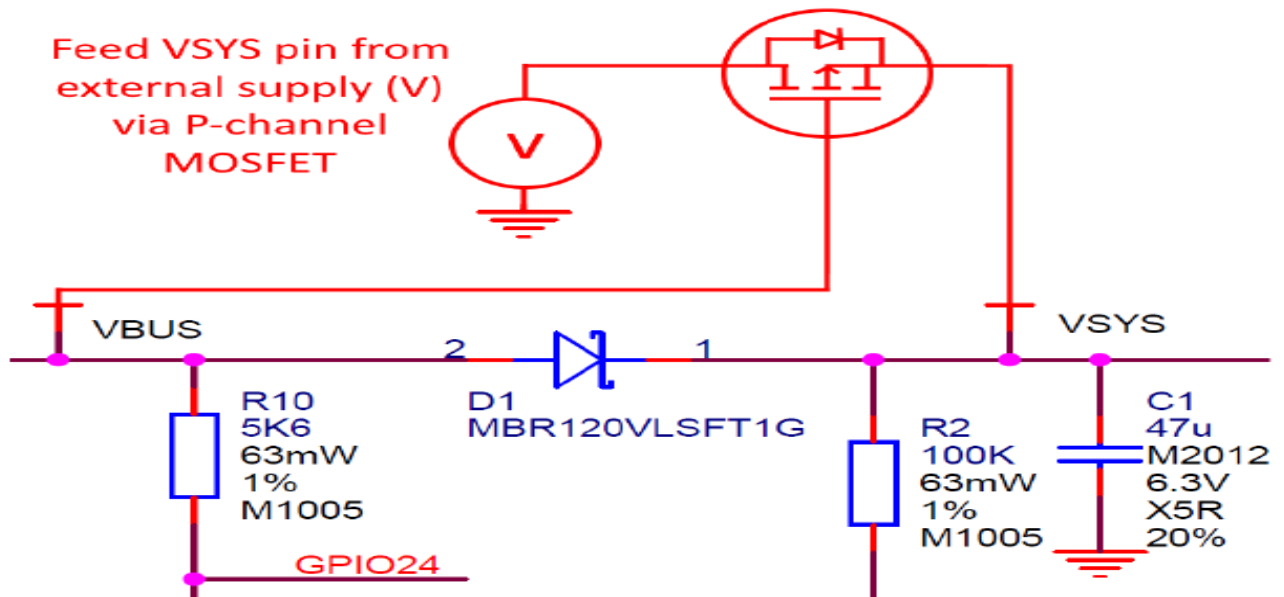 Feed VSYS pin from
external supply (V)
via P-channel
MOSFET
V
VBUS
VSYS
2
1
R10
5K6
63mW
1%
M1005
D1
MBR120VLSFT1G
R2
100K
63mW
1%
M1005
C1
47u
M2012
6.3V
X5R
20%
GPIO24